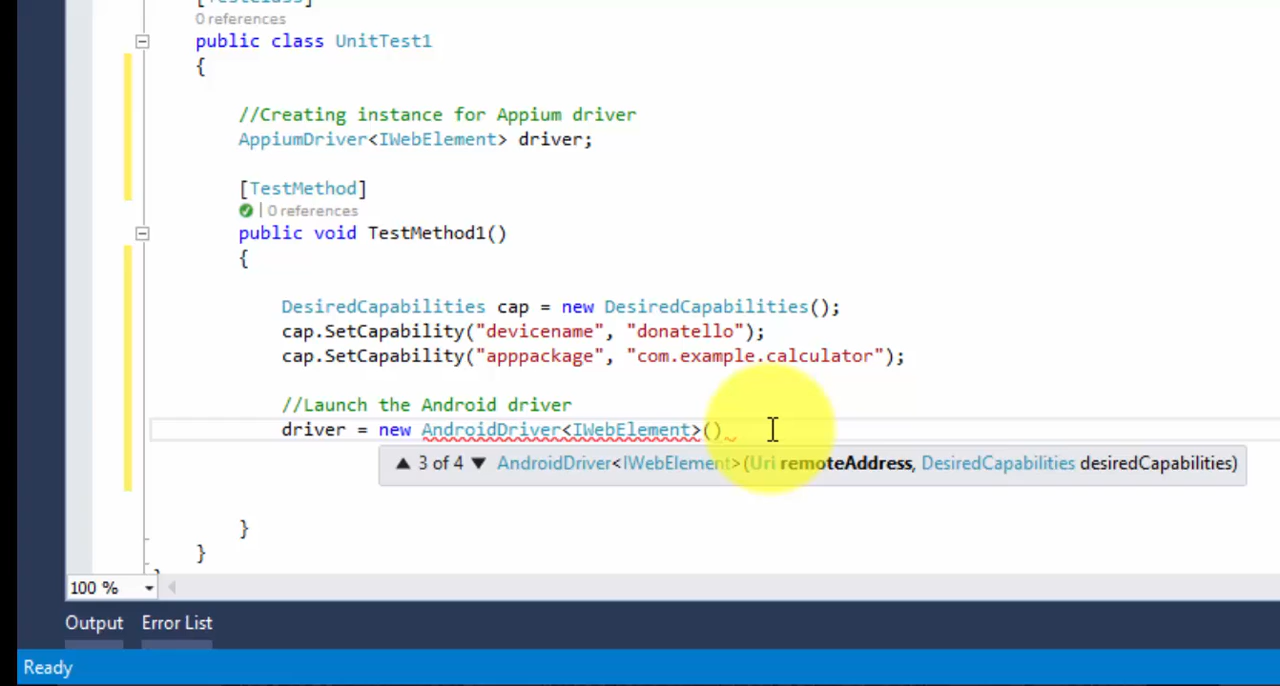 [TestClass]
0 references
public class UnitTest1
{
//Creating instance for Appium driver
AppiumDriver<IWebElement> driver;
[TestMethod]
| 0 references
public void TestMethod1()
{
DesiredCapabilities cap = new DesiredCapabilities();
cap.SetCapability("devicename", "donatello");
cap.SetCapability("apppackage", "com.example.calculator");
//Launch the Android driver
driver = new AndroidDriver<IWebElement>()
▲ 3 of 4 ▼ AndroidDriver<IWebElement>(Uri remoteAddress, DesiredCapabilities desiredCapabilities)
}
}
100 %
Output Error List
Ready